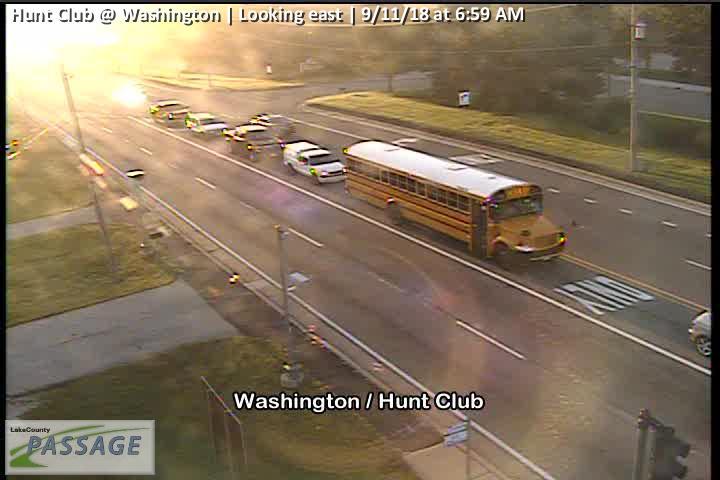 Hunt Club @ Washington | Looking east | 9/11/18 at 6:59 AM
Washington / Hunt Club
LakeCounty
PASSAGE